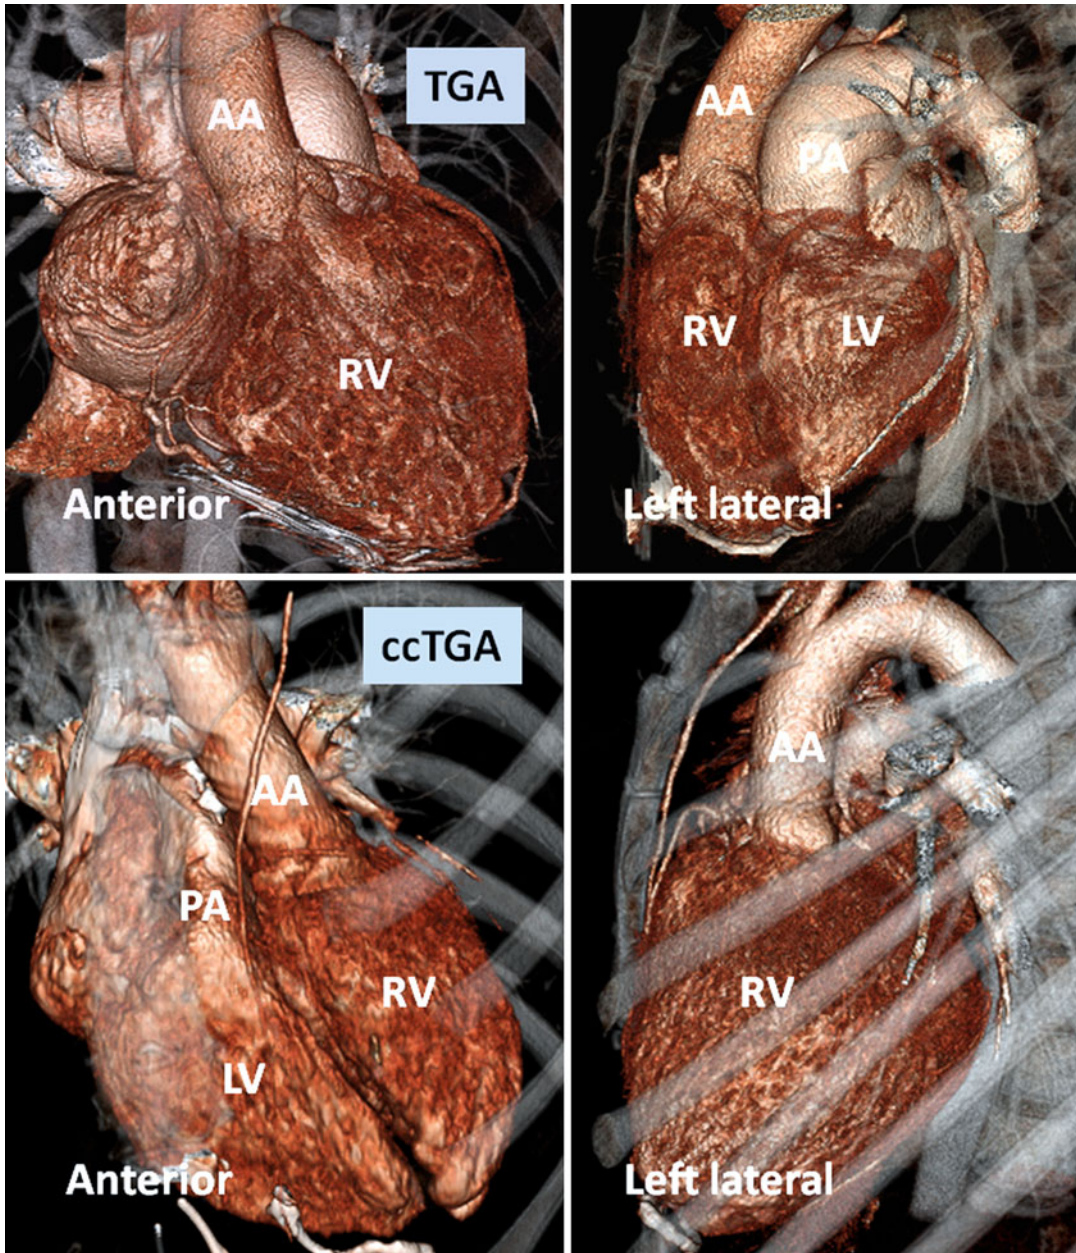 TGA
AA
RV
Anterior
AA
PA
RV
LV
Left lateral
ccTGA
AA
PA
RV
LV
Anterior
AA
RV
Left lateral